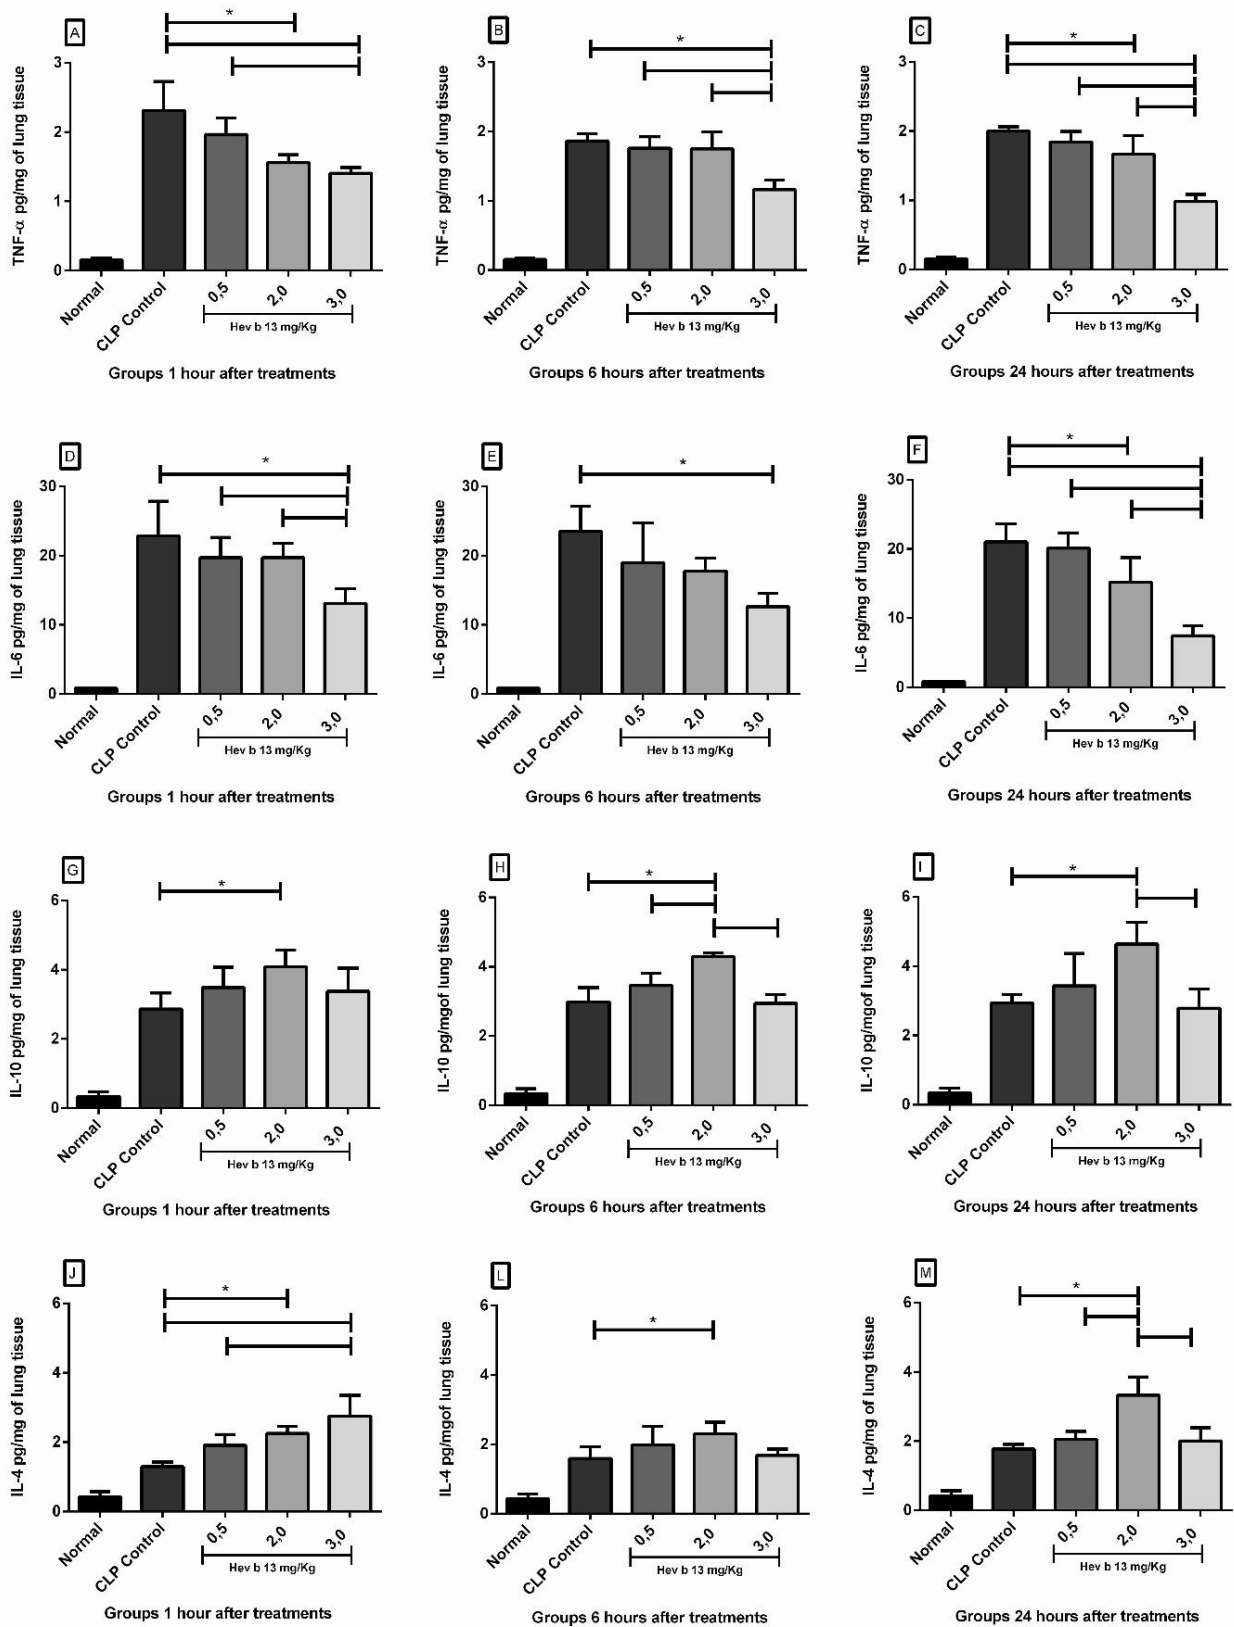 A
*
TNF-α pg/mg of lung tissue
3
2
1
0
Normal
CLP Control
0,5
2,0
3,0
Hev b 13 mg/Kg
Groups 1 hour after treatments
B
*
TNF-α pg/mg of lung tissue
3
2
1
0
Normal
CLP Control
0,5
2,0
3,0
Hev b 13 mg/Kg
Groups 6 hours after treatments
C
*
TNF-α pg/mg of lung tissue
3
2
1
0
Normal
CLP Control
0,5
2,0
3,0
Hev b 13 mg/Kg
Groups 24 hours after treatments
D
*
IL-6 pg/mg of lung tissue
30
20
10
0
Normal
CLP Control
0,5
2,0
3,0
Hev b 13 mg/Kg
Groups 1 hour after treatments
E
*
IL-6 pg/mg of lung tissue
30
20
10
0
Normal
CLP Control
0,5
2,0
3,0
Hev b 13 mg/Kg
Groups 6 hours after treatments
F
*
IL-6 pg/mg of lung tissue
30
20
10
0
Normal
CLP Control
0,5
2,0
3,0
Hev b 13 mg/Kg
Groups 24 hours after treatments
G
*
IL-10 pg/mg of lung tissue
6
4
2
0
Normal
CLP Control
0,5
2,0
3,0
Hev b 13 mg/Kg
Groups 1 hour after treatments
H
*
IL-10 pg/mgof lung tissue
6
4
2
0
Normal
CLP Control
0,5
2,0
3,0
Hev b 13 mg/Kg
Groups 6 hours after treatments
I
*
IL-10 pg/mgof lung tissue
6
4
2
0
Normal
CLP Control
0,5
2,0
3,0
Hev b 13 mg/Kg
Groups 24 hours after treatments
J
*
IL-4 pg/mg of lung tissue
6
4
2
0
Normal
CLP Control
0,5
2,0
3,0
Hev b 13 mg/Kg
Groups 1 hour after treatments
L
*
IL-4 pg/mgof lung tissue
6
4
2
0
Normal
CLP Control
0,5
2,0
3,0
Hev b 13 mg/Kg
Groups 6 hours after treatments
M
*
IL-4 pg/mg of lung tissue
6
4
2
0
Normal
CLP Control
0,5
2,0
3,0
Hev b 13 mg/Kg
Groups 24 hours after treatments